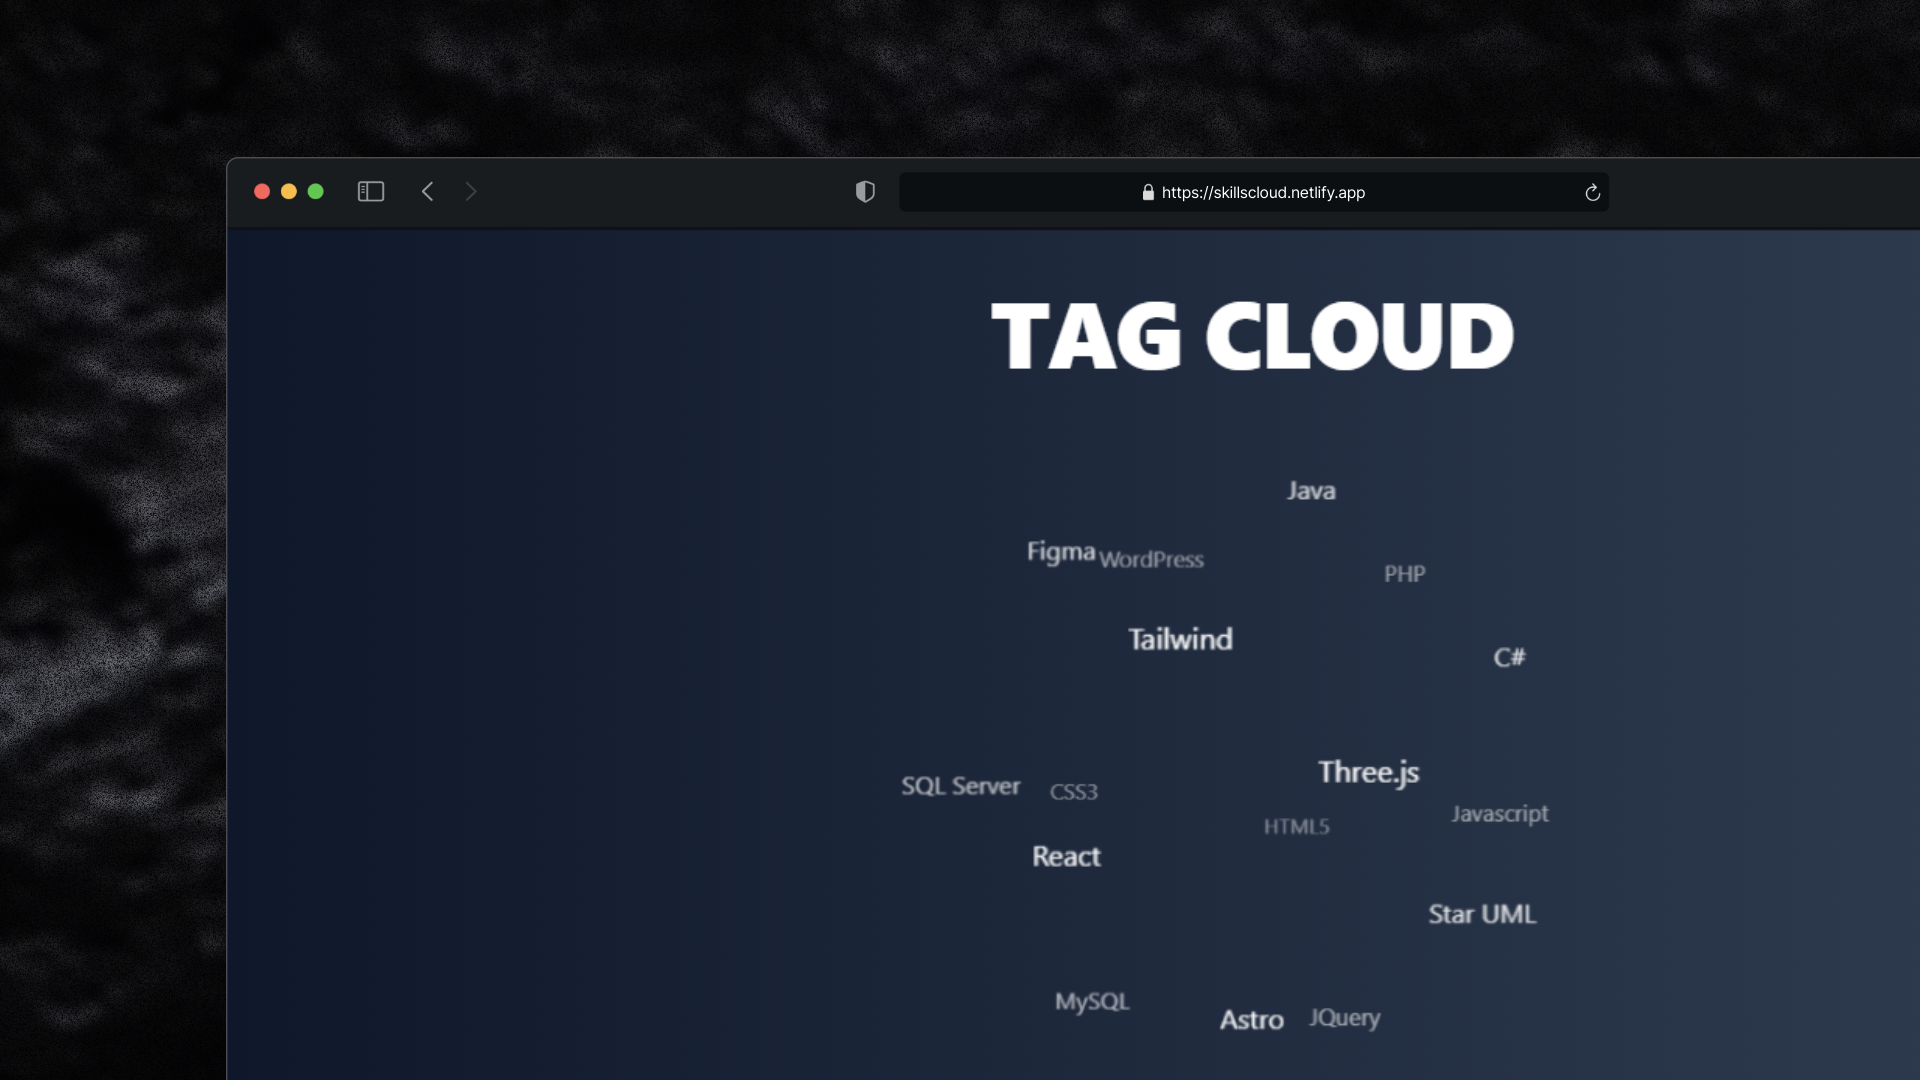 https://skillscloud.netlify.app
TAG CLOUD
Java
Figma
WordPress
PHP
Tailwind
C#
Three.js
SQL Server
CSS3
Javascript
HTML5
React
Star UML
MySQL
Astro
JQuery